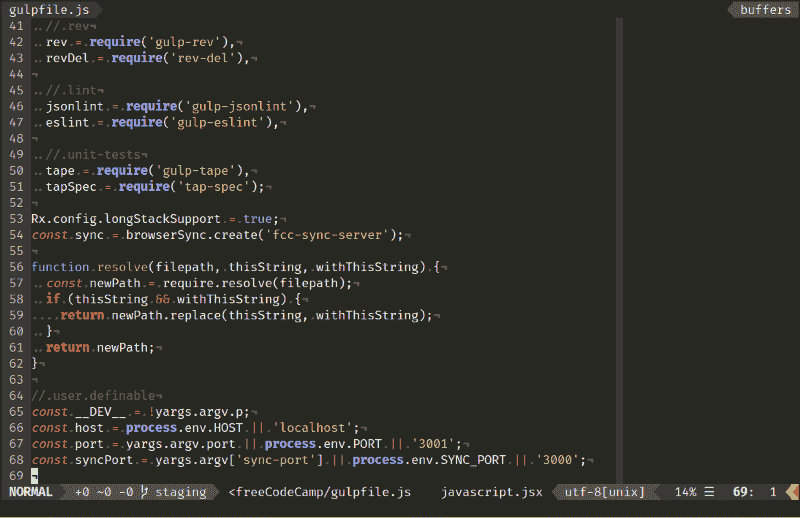 gulpfile.js buffers
41 ..//.rev¬
42 ..rev.=.require('gulp-rev'),¬
43 ..revDel.=.require('rev-del'),¬
44 ¬
45 ..//.lint¬
46 ..jsonlint.=.require('gulp-jsonlint'),¬
47 ..eslint.=.require('gulp-eslint'),¬
48 ¬
49 ..//.unit-tests¬
50 ..tape.=.require('gulp-tape'),¬
51 ..tapSpec.=.require('tap-spec');¬
52 ¬
53 Rx.config.longStackSupport.=.true;¬
54 const.sync.=.browserSync.create('fcc-sync-server');¬
55 ¬
56 function.resolve(filepath,.thisString,.withThisString).{¬
57 ..const.newPath.=.require.resolve(filepath);¬
58 ..if.(thisString.&&.withThisString).{¬
59 ....return.newPath.replace(thisString,.withThisString);¬
60 ..}¬
61 ..return.newPath;¬
62 }¬
63 ¬
64 //.user.definable¬
65 const.__DEV__.=.!yargs.argv.p;¬
66 const.host.=.process.env.HOST.||.'localhost';¬
67 const.port.=.yargs.argv.port.||.process.env.PORT.||.'3001';¬
68 const.syncPort.=.yargs.argv['sync-port'].||.process.env.SYNC_PORT.||.'3000';¬
69 ¬
NORMAL +0 ~0 -0 staging <freeCodeCamp/gulpfile.js javascript.jsx utf-8[unix] 14% ☰ 69: 1